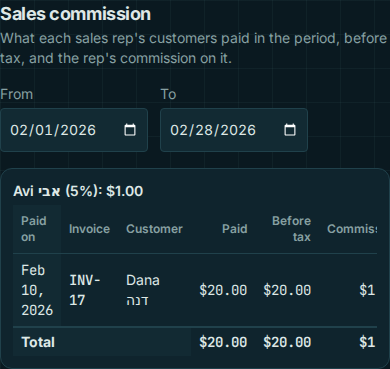 Sales commission
What each sales rep's customers paid in the period, before
tax, and the rep's commission on it.
From To
02/01/2026 02/28/2026
Avi אבי (5%): $1.00
Paid on Invoice Customer Paid Before tax
Feb 10, 2026 INV-17 Dana דנה $20.00 $20.00
Total $20.00 $20.00